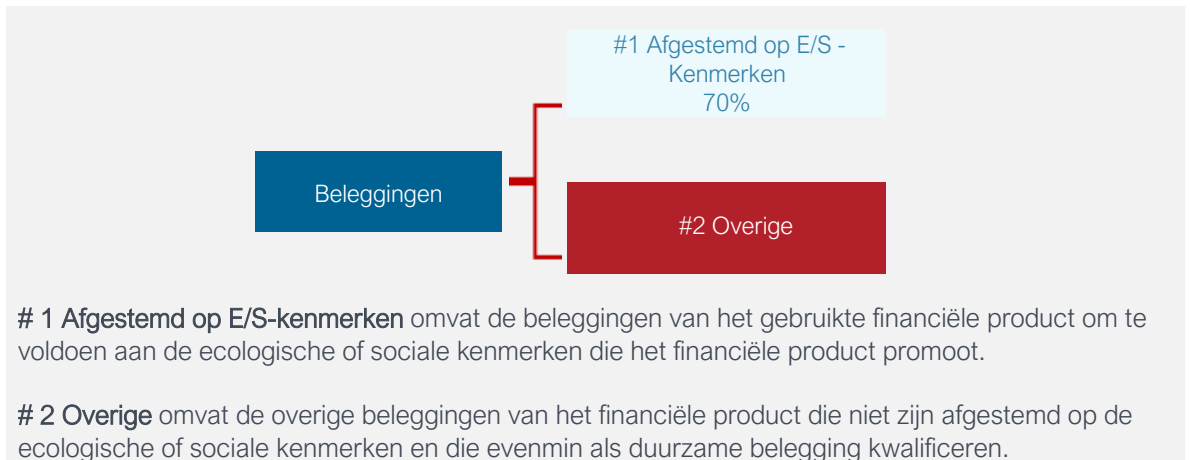 #1 Afgestemd op E/S -
Kenmerken
70%
Beleggingen
#2 Overige
# 1 Afgestemd op E/S-kenmerken omvat de beleggingen van het gebruikte financiële product om te
voldoen aan de ecologische of sociale kenmerken die het financiële product promoot.
# 2 Overige omvat de overige beleggingen van het financiële product die niet zijn afgestemd op de
ecologische of sociale kenmerken en die evenmin als duurzame belegging kwalificeren.